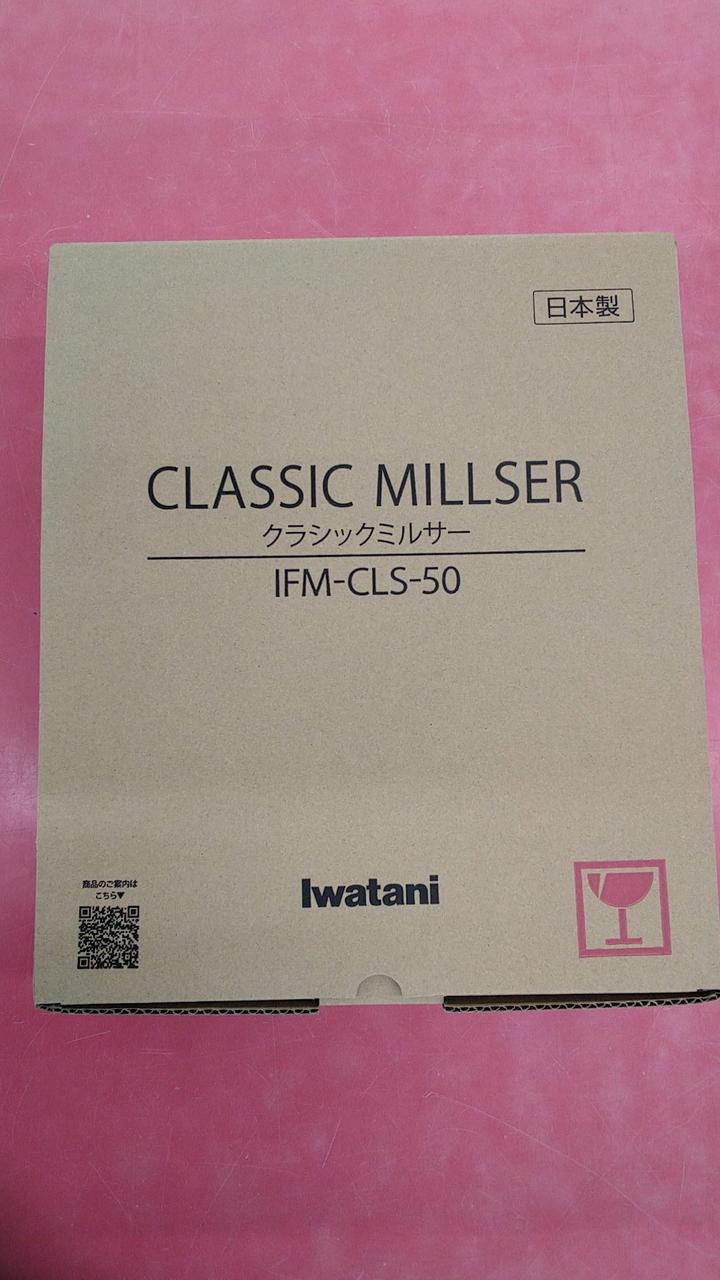 日本製
CLASSIC MILLSER
クラシックミルサー
IFM-CLS-50
商品のご案内は
こちら▼
Iwatani